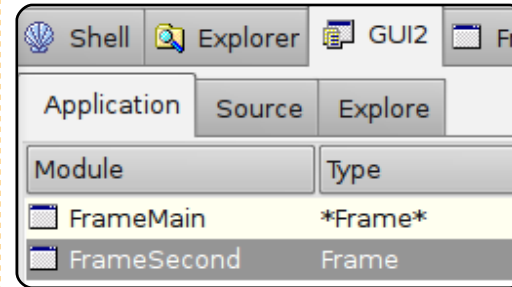 Shell Explorer GUI2
Application Source Explore
Module Type
FrameMain *Frame*
FrameSecond Frame